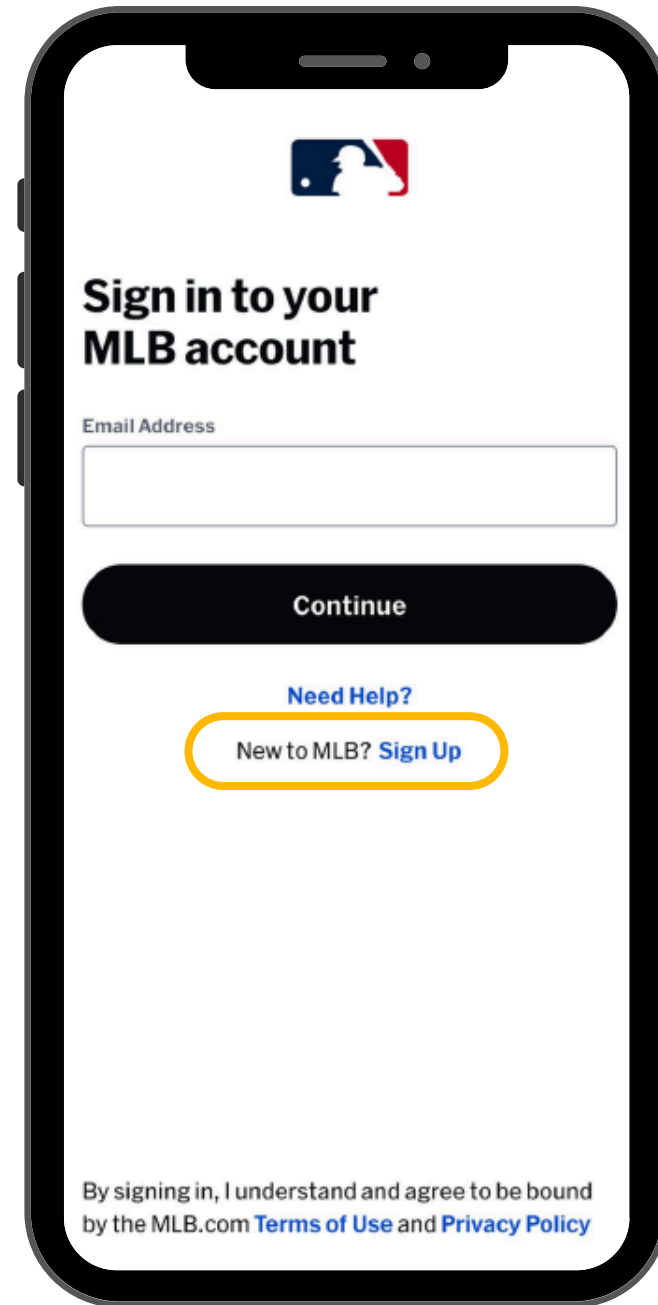 Sign in to your
MLB account
Email Address
Continue
Need Help?
New to MLB? Sign Up
By signing in, I understand and agree to be bound
by the MLB.com Terms of Use and Privacy Policy